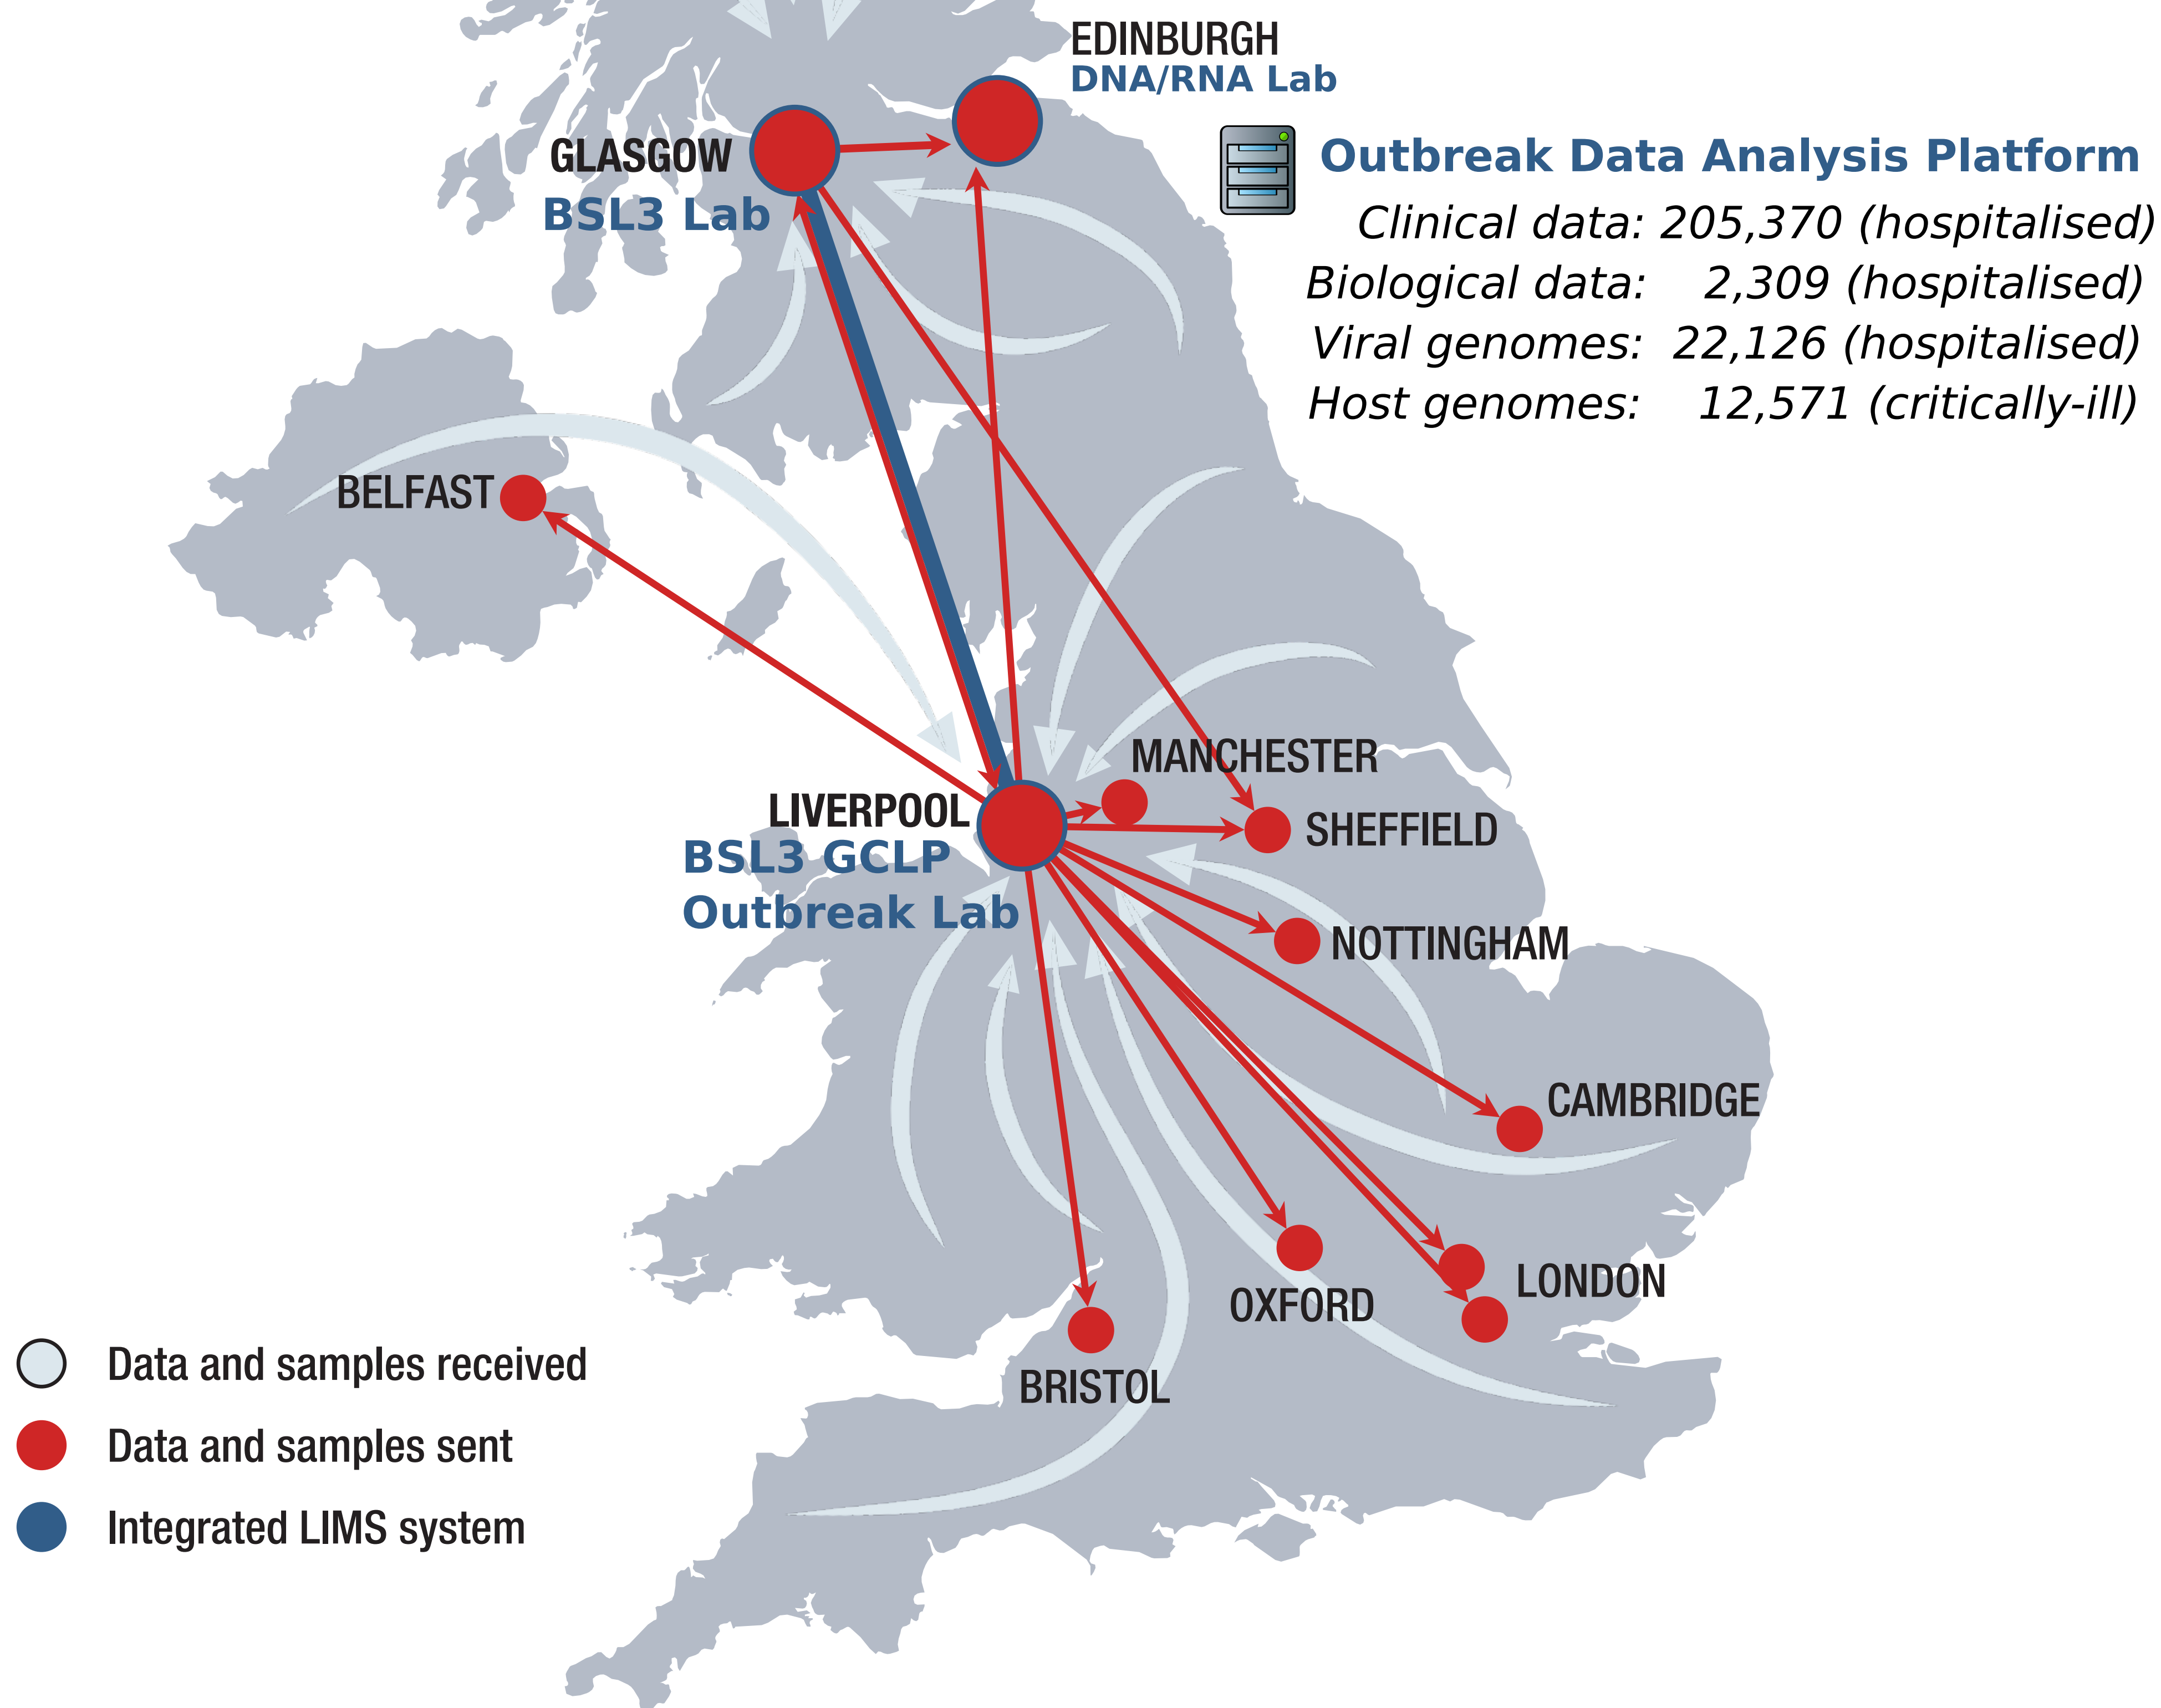 EDINBURGH
DNA/RNA Lab
GLASGOW
BSL3 Lab
Outbreak Data Analysis Platform
Clinical data: 205,370 (hospitalised)
Biological data: 2,309 (hospitalised)
Viral genomes: 22,126 (hospitalised)
Host genomes: 12,571 (critically-ill)
BELFAST
MANCHESTER
LIVERPOOL
BSL3 GCLP
Outbreak Lab
SHEFFIELD
NOTTINGHAM
CAMBRIDGE
LONDON
OXFORD
BRISTOL
Data and samples received
Data and samples sent
Integrated LIMS system